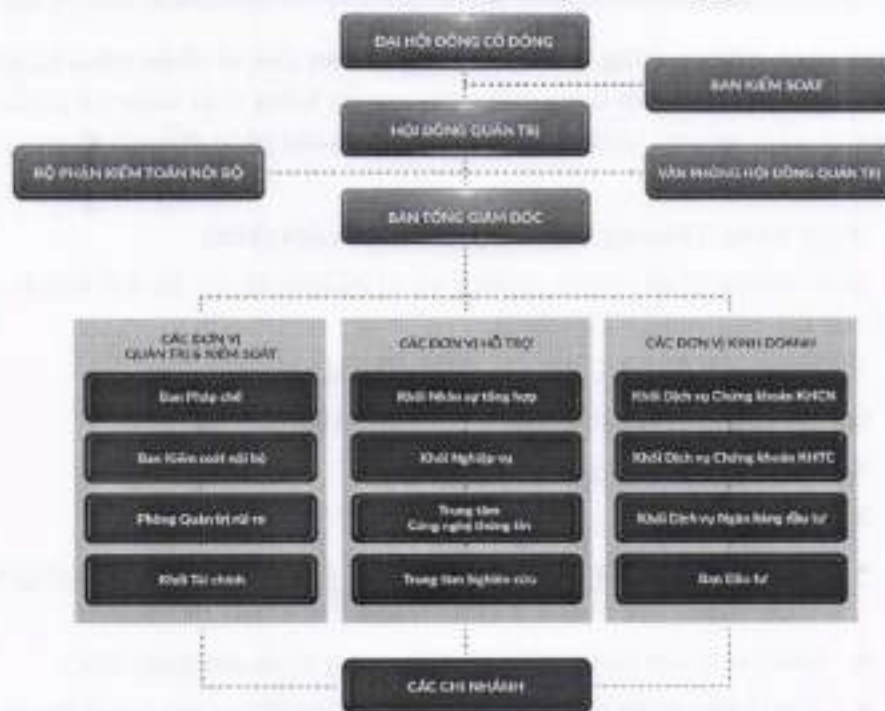 ĐẠI HỘI ĐỒNG CỔ ĐÔNG
BAN KIỂM SOÁT
HỘI ĐỒNG QUẢN TRỊ
BỘ PHẬN KIỂM TOÁN NỘI BỘ
VĂN PHÒNG HỘI ĐỒNG QUẢN TRỊ
BAN TỔNG GIÁM ĐỐC
CÁC ĐƠN VỊ
QUẢN TRỊ & KIỂM SOÁT
Ban Pháp chế
Ban Kiểm soát nội bộ
Phòng Quản trị rủi ro
Khối Tài chính
CÁC ĐƠN VỊ HỖ TRỢ
Khối Nhân sự tổng hợp
Khối Nghiệp vụ
Trung tâm
Công nghệ thông tin
Trung tâm Nghiên cứu
CÁC ĐƠN VỊ KINH DOANH
Khối Dịch vụ Chứng khoán KHCN
Khối Dịch vụ Chứng khoán KHTC
Khối Dịch vụ Ngân hàng đầu tư
Ban Đầu tư
CÁC CHI NHÁNH